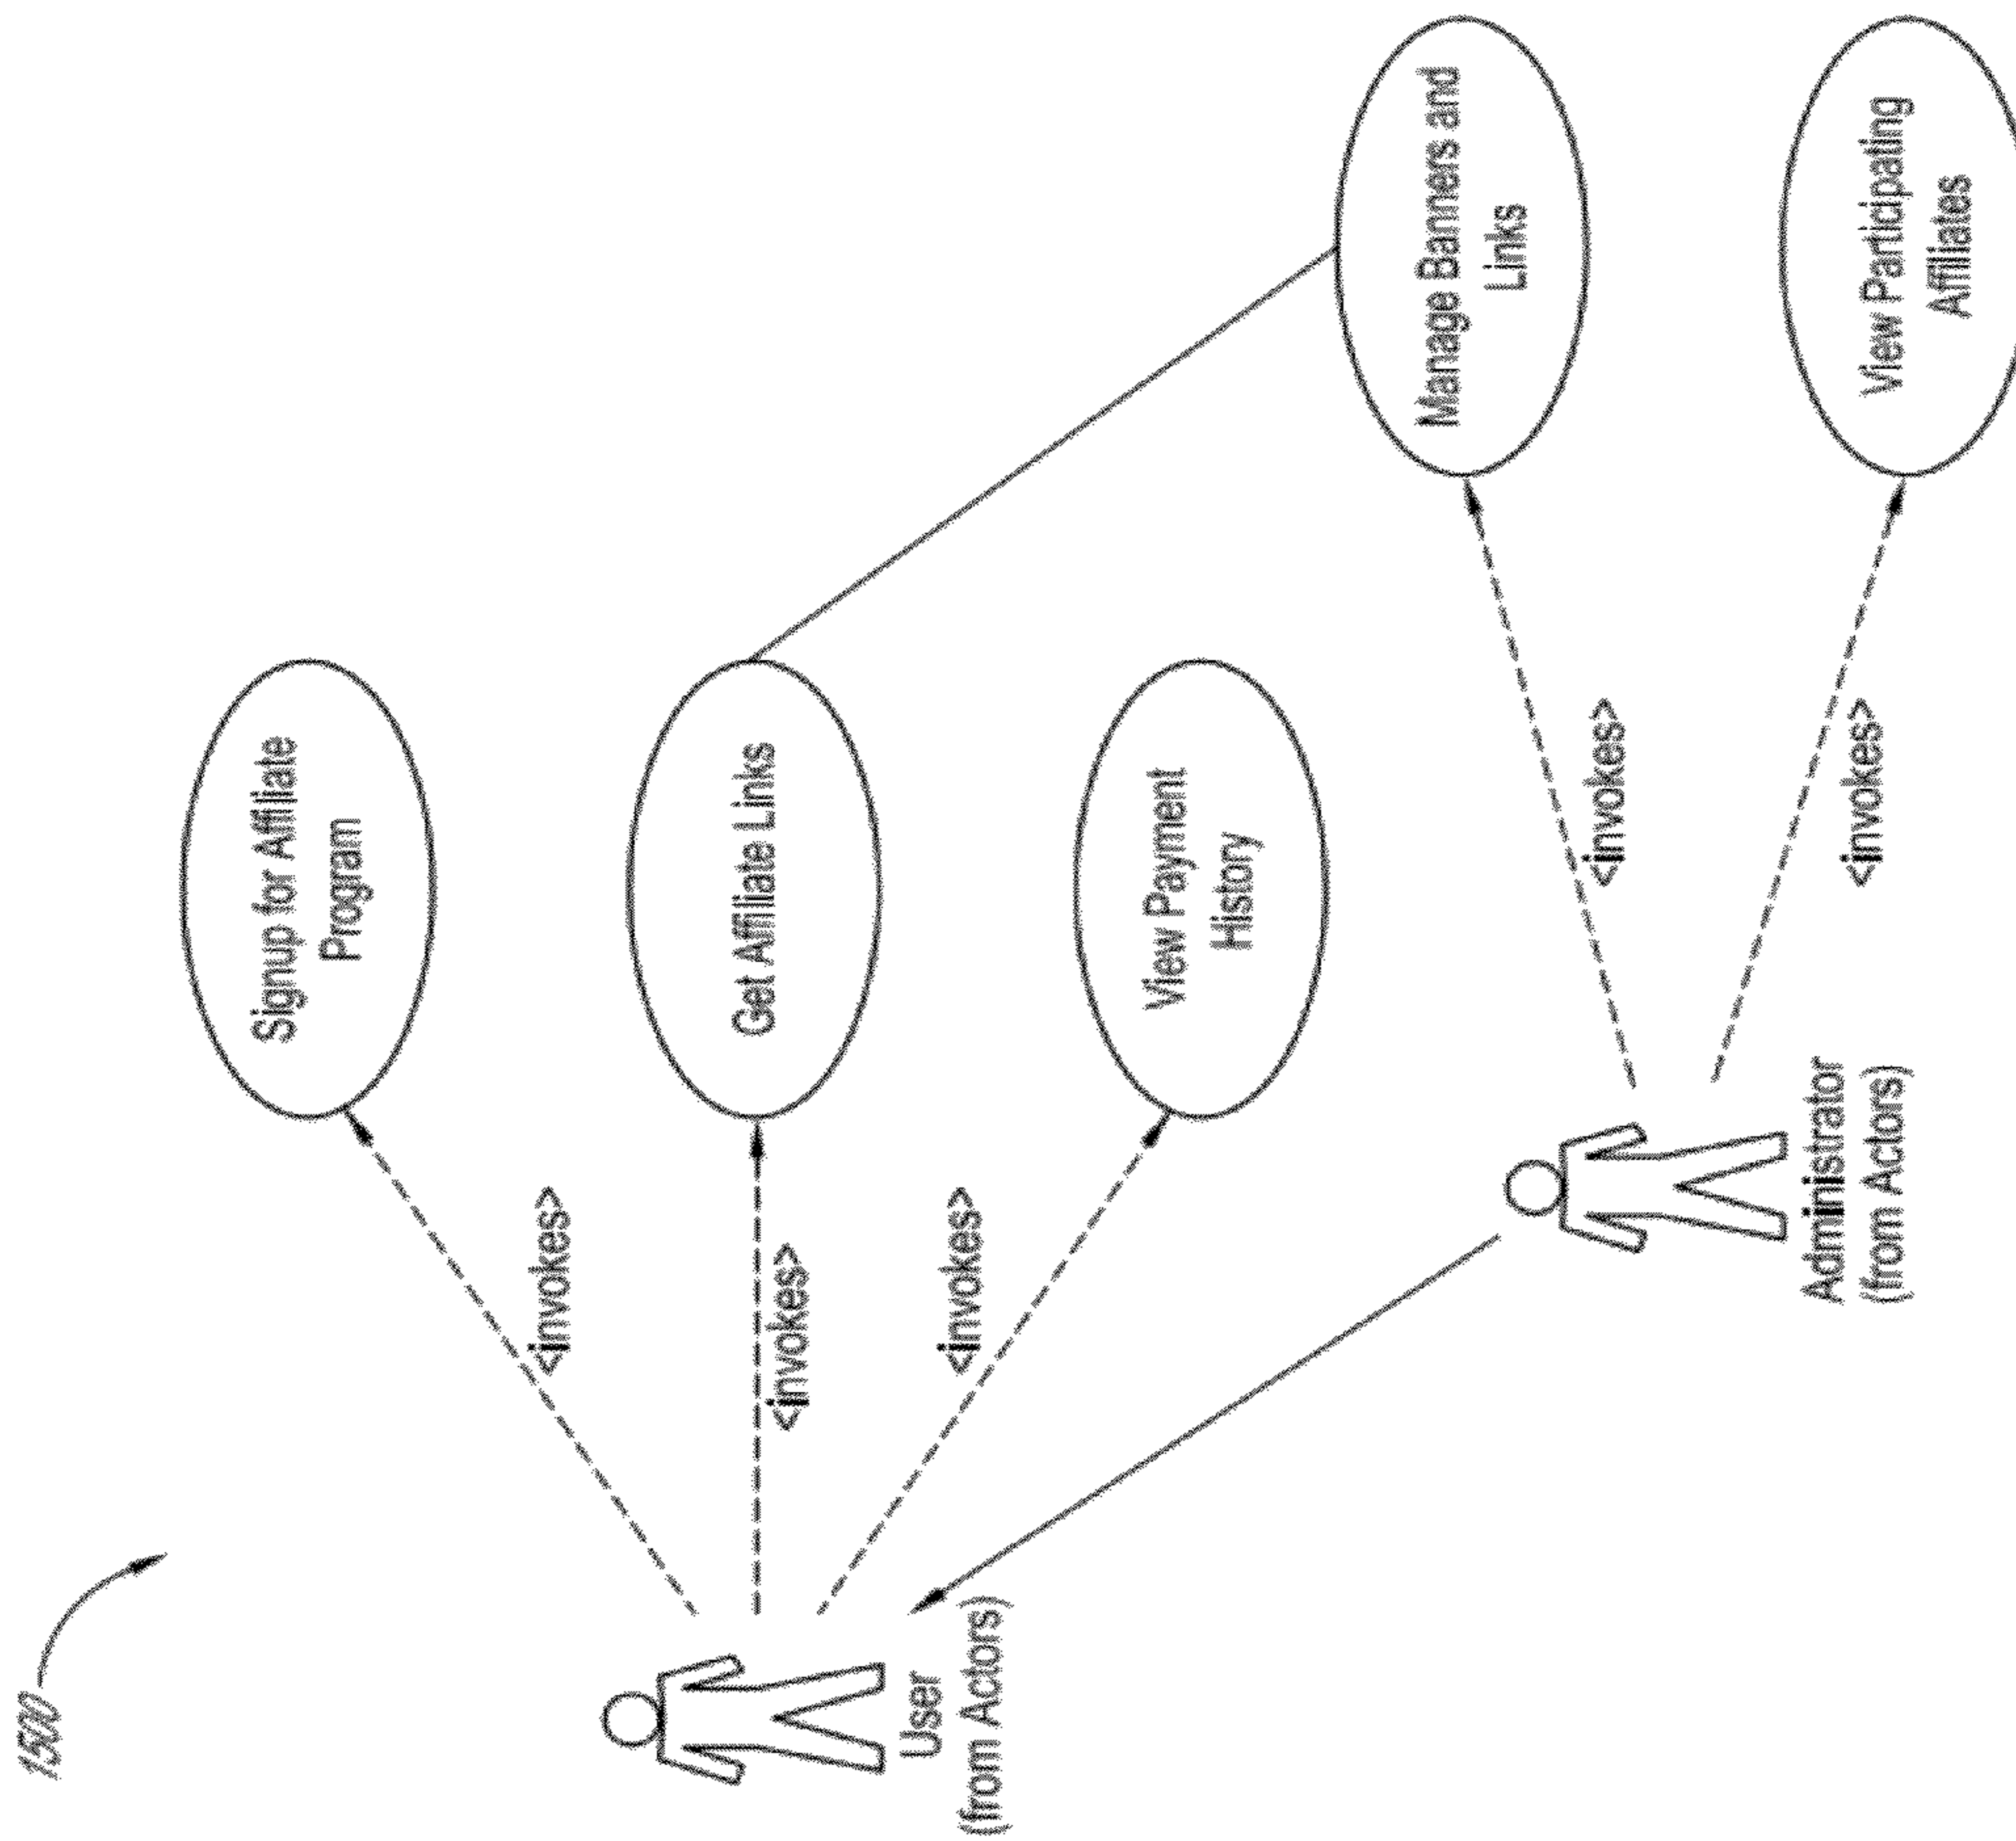 1500
Signup for Affiliate
Program
<invokes>
Get Affiliate Links
<invokes>
View Payment
History
<invokes>
User
(from Actors)
Manage Banners and
Links
<invokes>
View Participating
Affiliates
<invokes>
Administrator
(from Actors)